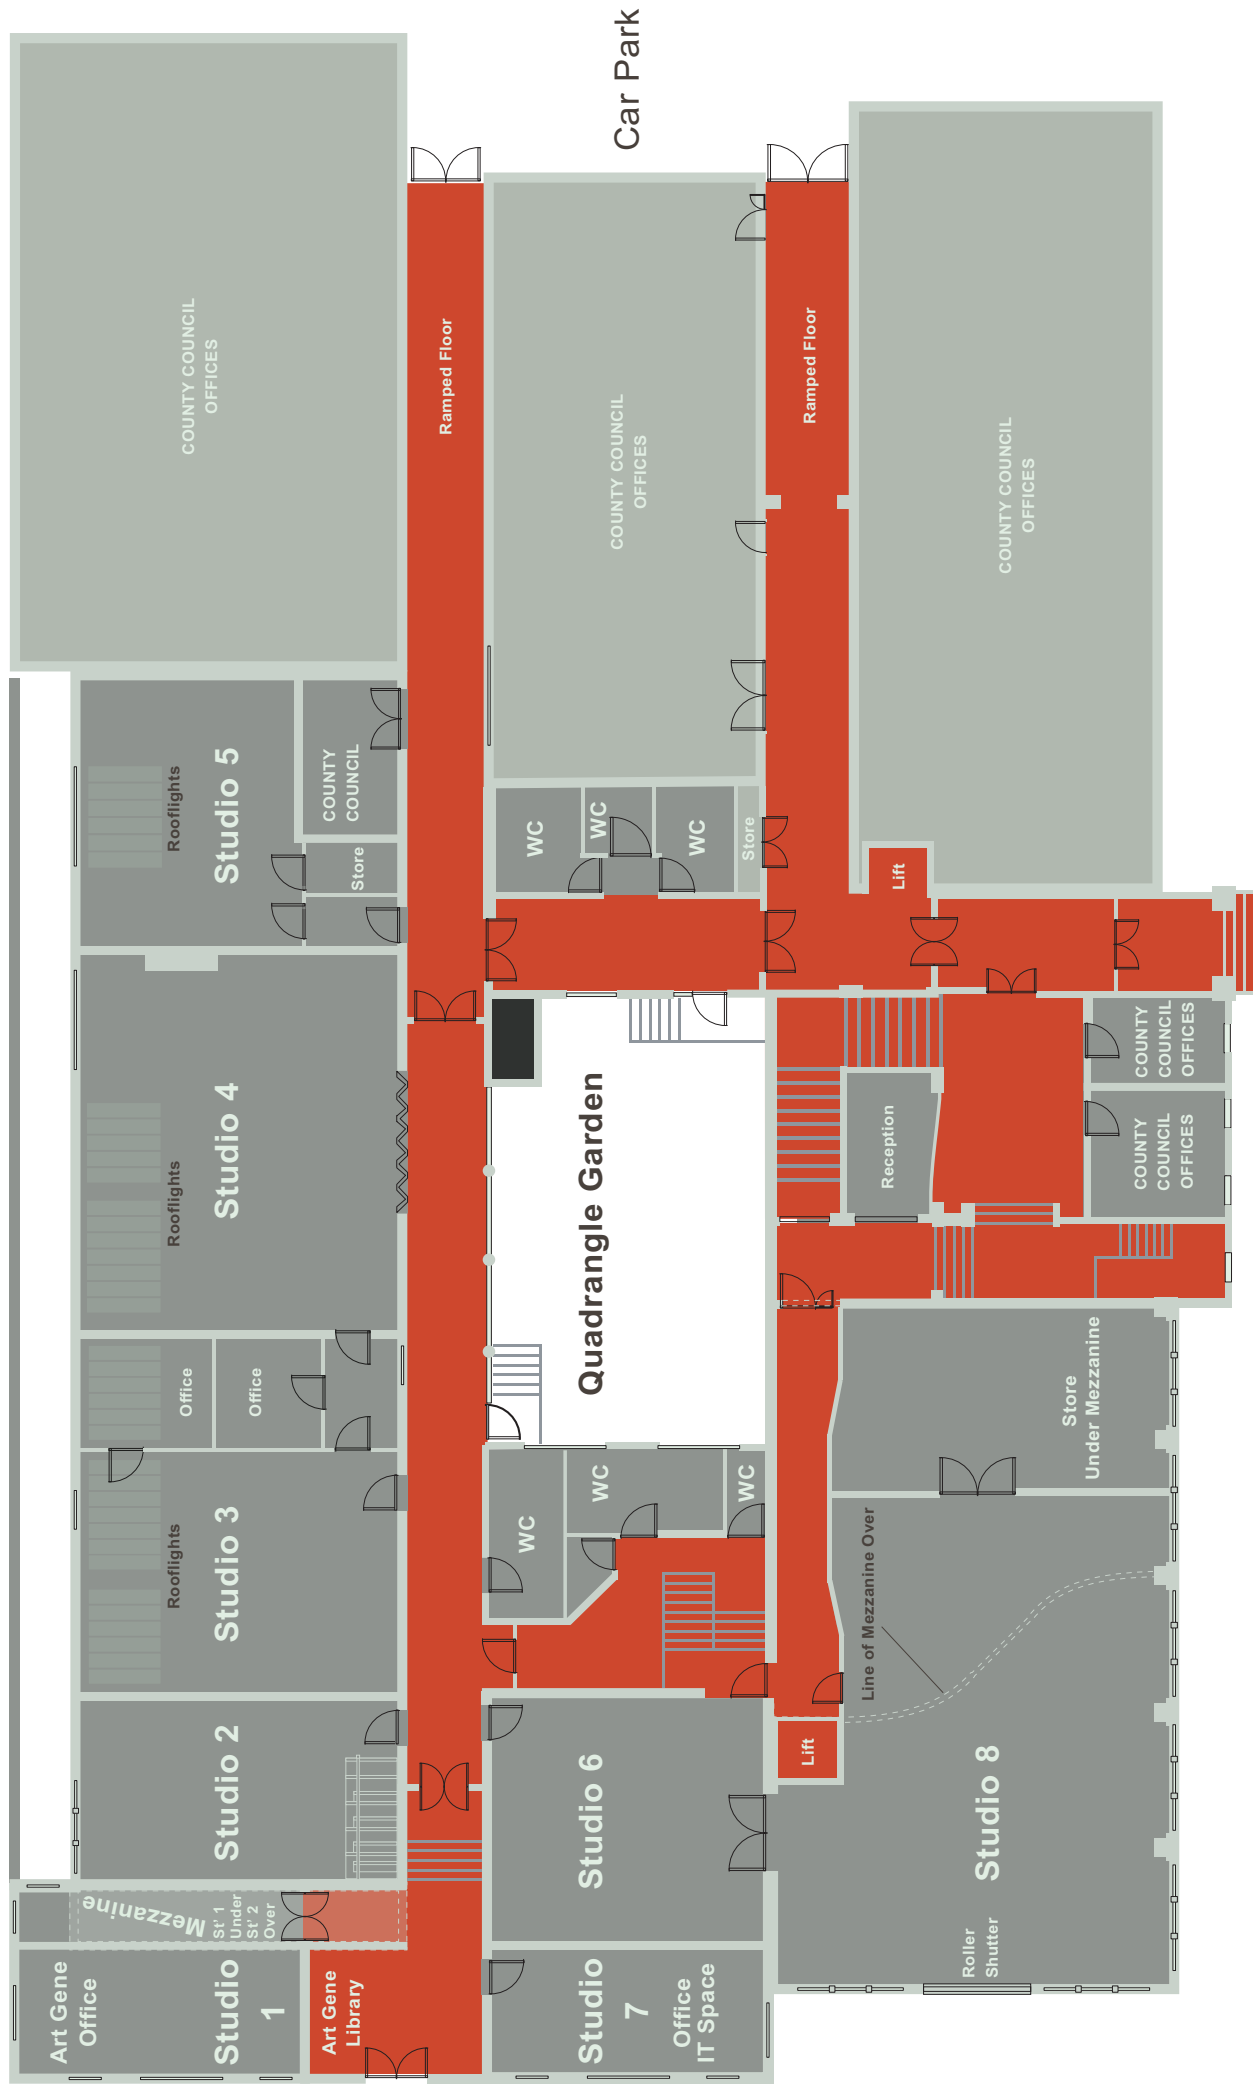 Car Park
COUNTY COUNCIL
OFFICES
Ramped Floor
COUNTY COUNCIL
OFFICES
Ramped Floor
COUNTY COUNCIL
OFFICES
Rooflights
Studio 5
COUNTY
COUNCIL
Store
WC
WC
WC
Store
Lift
Rooflights
Studio 4
Quadrangle Garden
Reception
COUNTY
COUNCIL
OFFICES
COUNTY
COUNCIL
OFFICES
Office
Office
Rooflights
Studio 3
WC
WC
WC
Store
Under Mezzanine
Line of Mezzanine Over
Studio 2
Studio 6
Lift
Studio 8
Mezzanine
St' 1
Under
St' 2
Over
Art Gene
Office
Studio
1
Art Gene
Library
Studio
7
Office
IT Space
Roller
Shutter